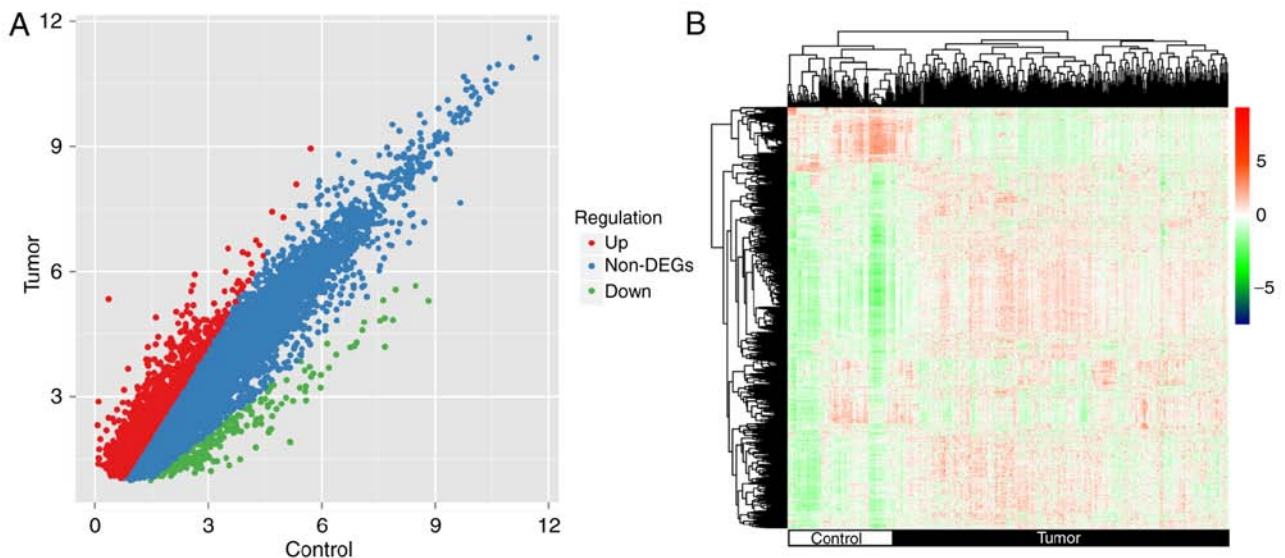 A
Tumor
12
9
6
3
0 3 6 9 12
Control
Regulation
Up
Non-DEGs
Down
B
5
0
−5
Control Tumor